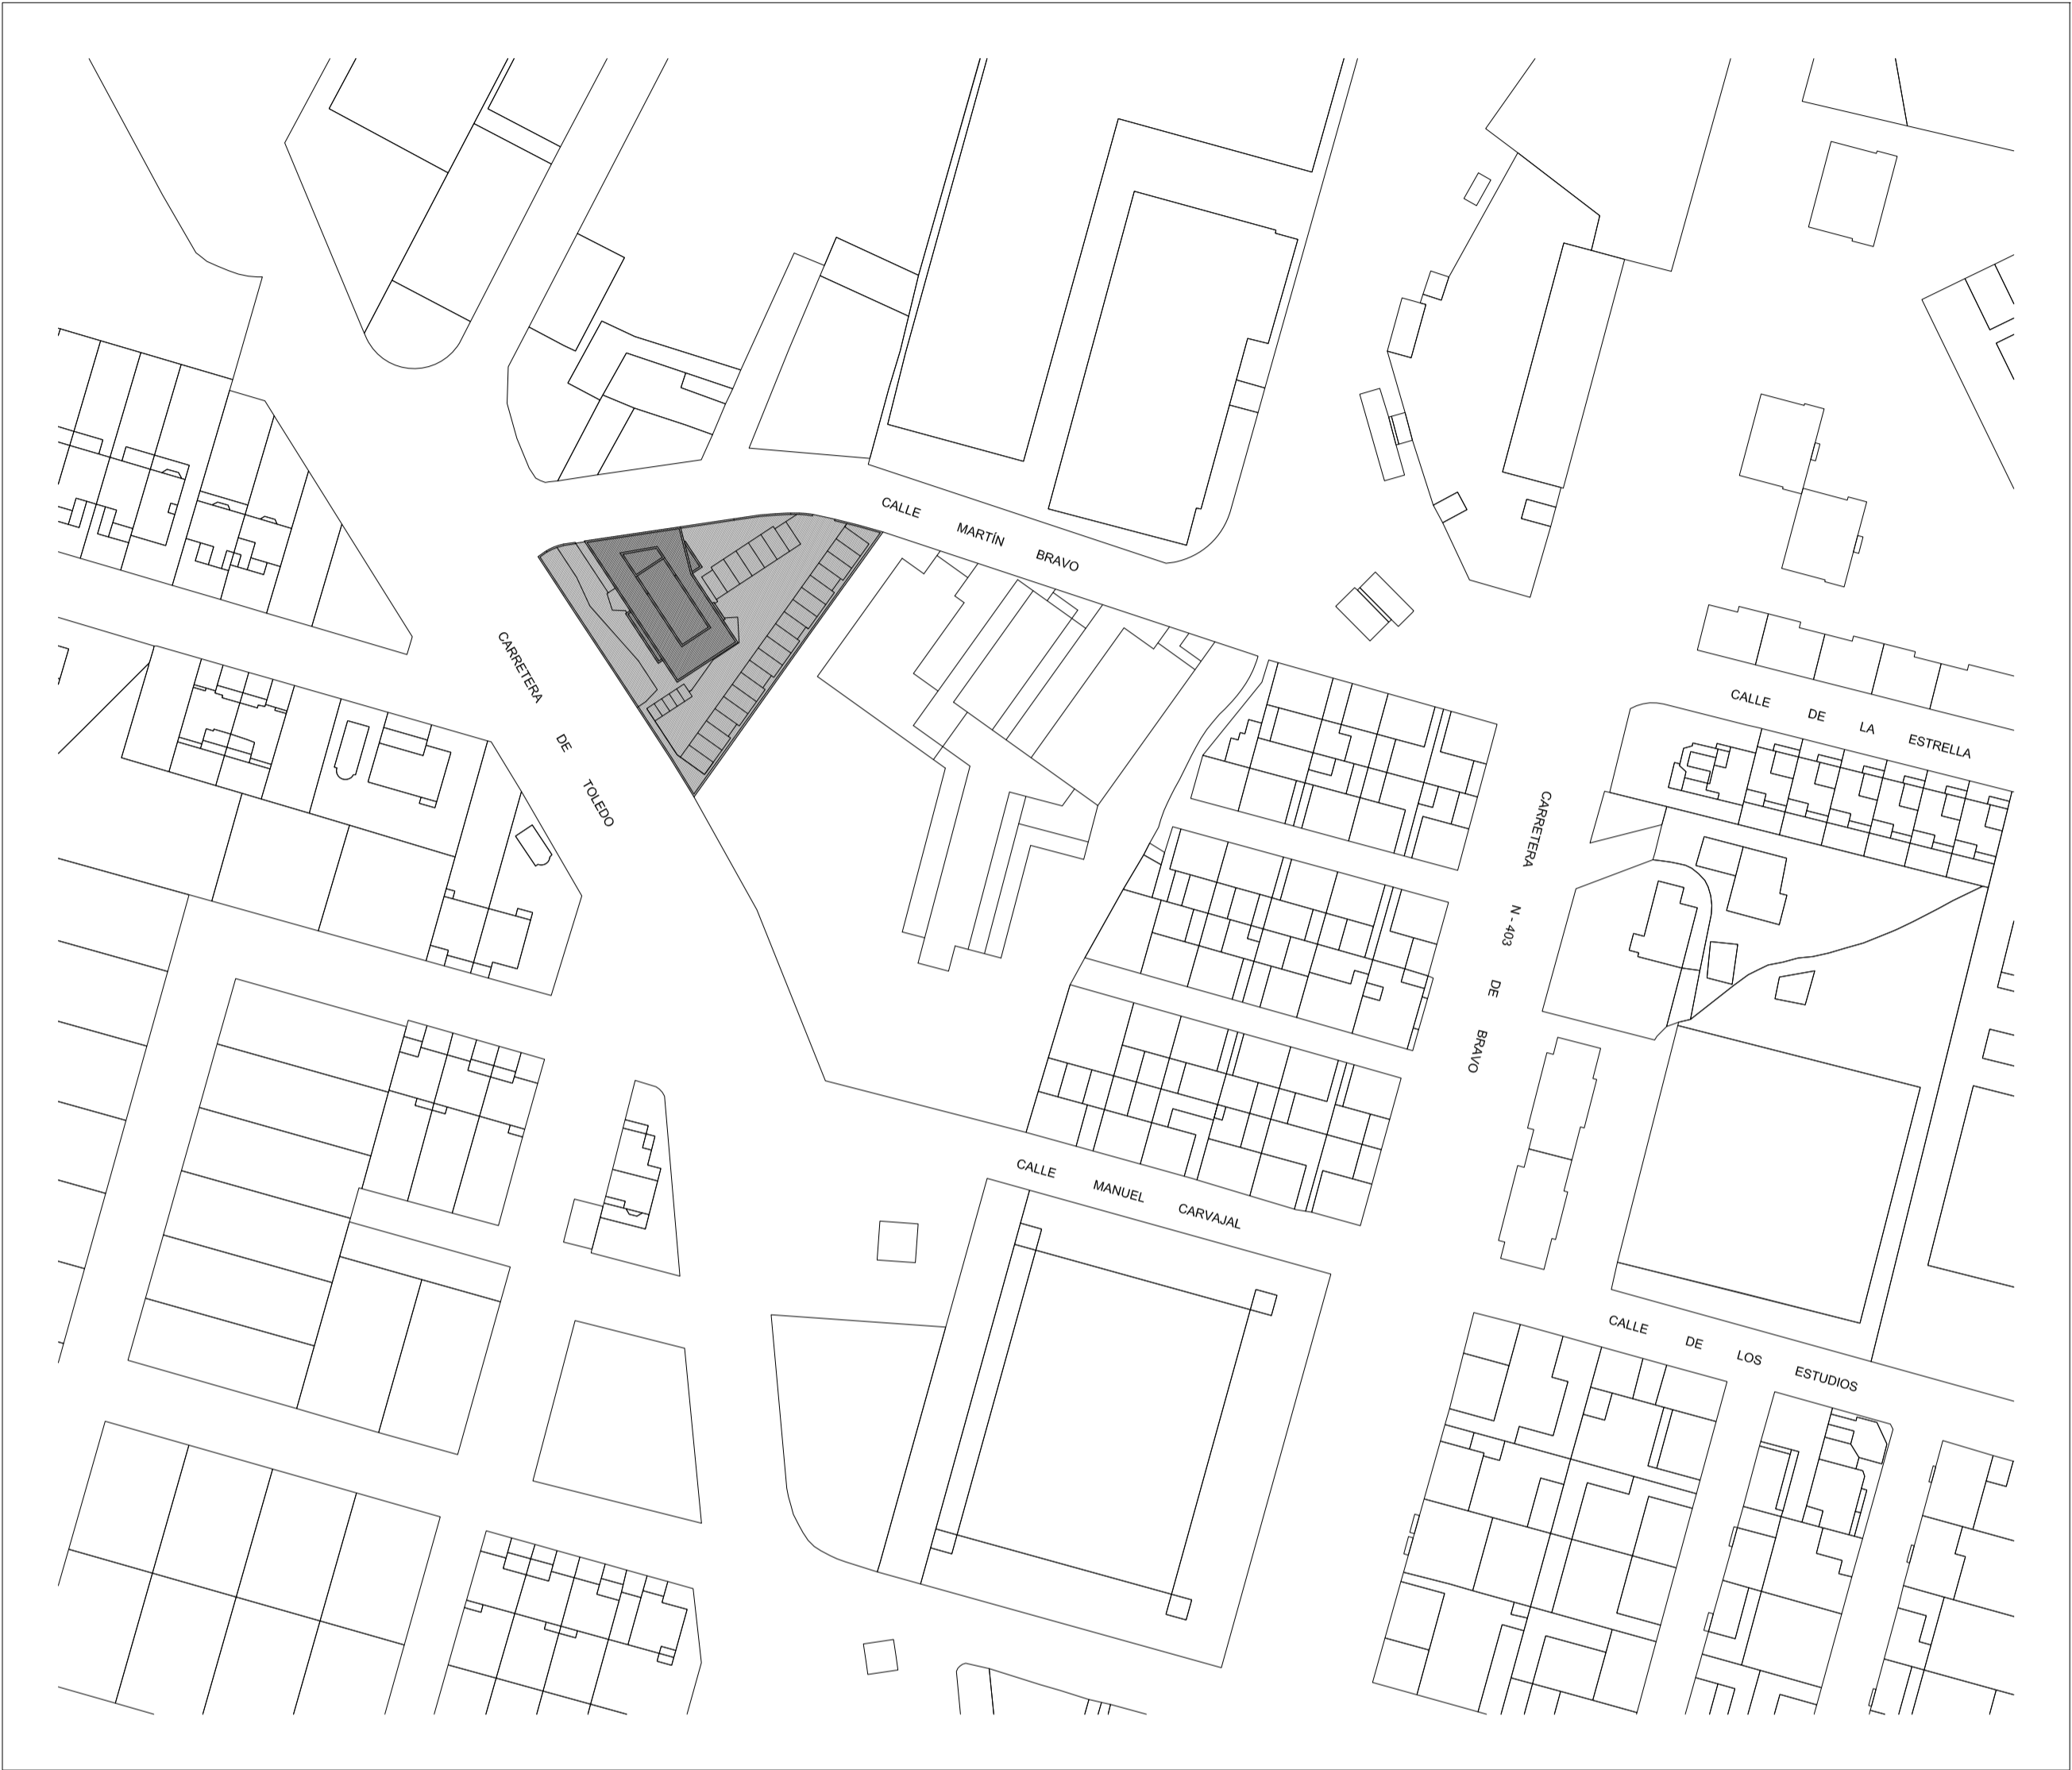 CALLE MARTÍN BRAVO
CARRETERA DE TOLEDO
CALLE DE LA ESTRELLA
CARRETERA N - 403 DE BRAVO
CALLE MANUEL CARVAJAL
CALLE DE LOS ESTUDIOS